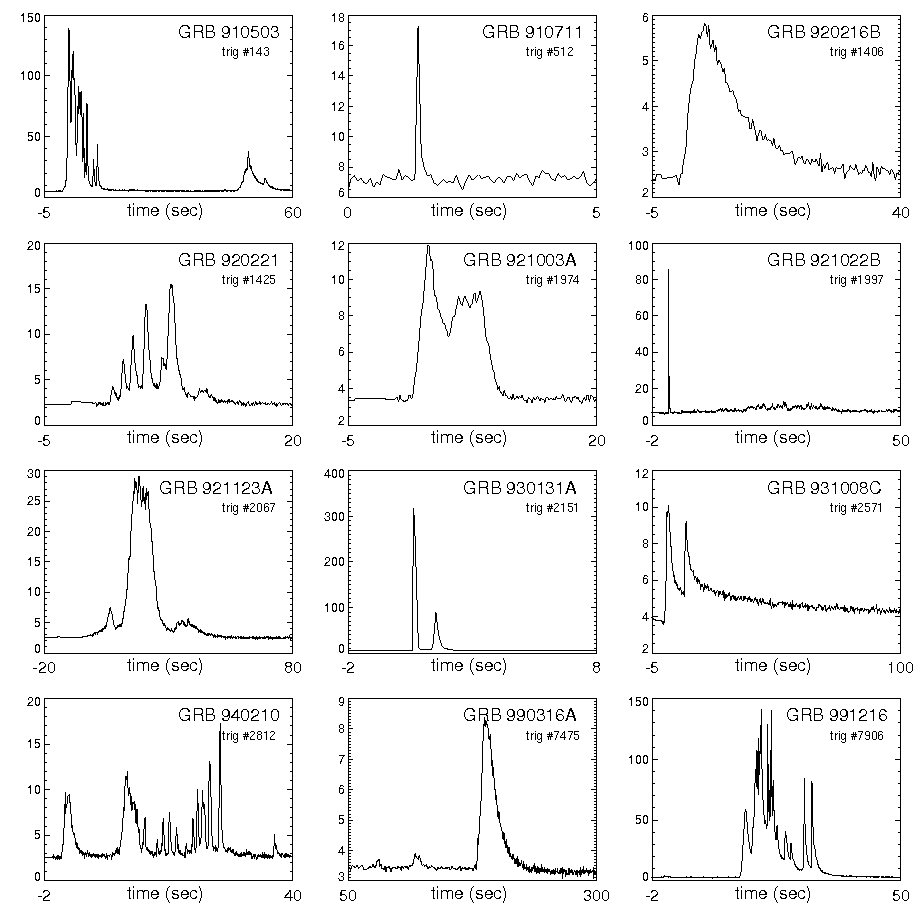 150
GRB 910503
trig #143
100
50
0
-5
time (sec)
60
18
GRB 910711
trig #512
16
14
12
10
8
6
0
time (sec)
5
6
GRB 920216B
trig #1406
5
4
3
2
-5
time (sec)
40
20
GRB 920221
trig #1425
15
10
5
0
-5
time (sec)
20
12
GRB 921003A
trig #1974
10
8
6
4
2
-5
time (sec)
20
100
GRB 921022B
trig #1997
80
60
40
20
0
-2
time (sec)
50
30
GRB 921123A
trig #2067
25
20
15
10
5
0
-20
time (sec)
80
400
GRB 930131A
trig #2151
300
200
100
0
-2
time (sec)
8
12
GRB 931008C
trig #2571
10
8
6
4
2
-5
time (sec)
100
20
GRB 940210
trig #2812
15
10
5
0
-2
time (sec)
40
9
GRB 990316A
trig #7475
8
7
6
5
4
3
50
time (sec)
300
150
GRB 991216
trig #7906
100
50
0
-2
time (sec)
50